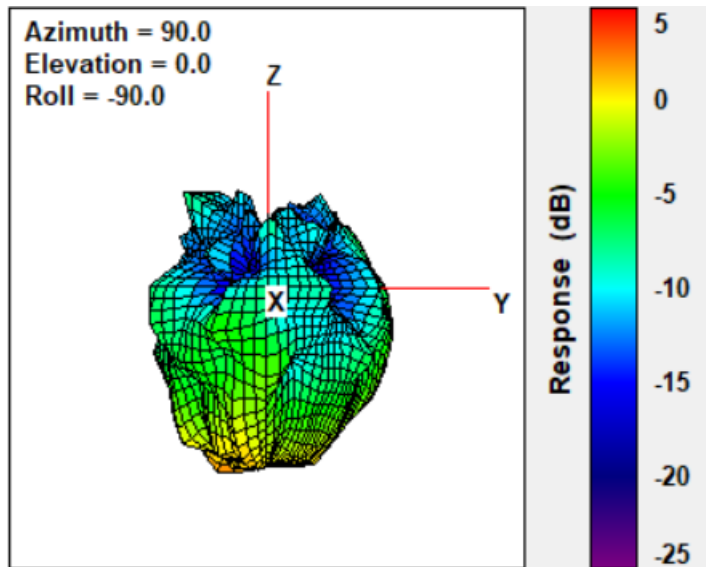 Azimuth = 90.0
Elevation = 0.0
Roll = -90.0
Z
X
Y
Response (dB)
5
0
-5
-10
-15
-20
-25